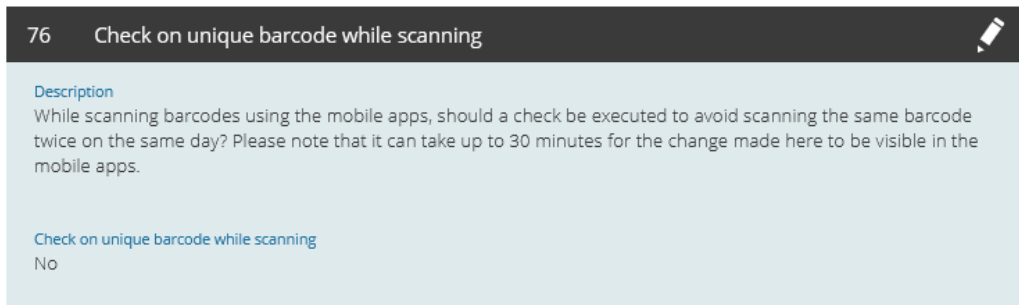 76 Check on unique barcode while scanning
Description
While scanning barcodes using the mobile apps, should a check be executed to avoid scanning the same barcode
twice on the same day? Please note that it can take up to 30 minutes for the change made here to be visible in the
mobile apps.
Check on unique barcode while scanning
No